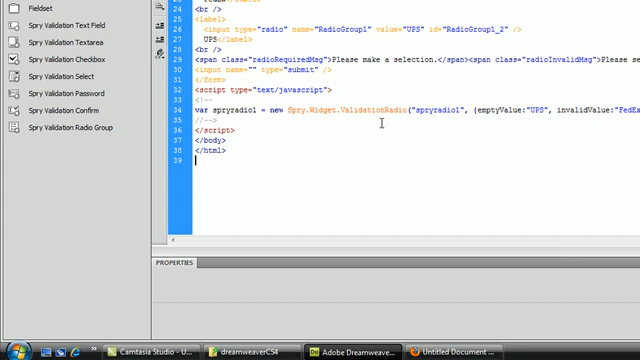 Fieldset
Spry Validation Text Field
Spry Validation Textarea
Spry Validation Checkbox
Spry Validation Select
Spry Validation Password
Spry Validation Confirm
Spry Validation Radio Group
24 <br />
25 <label>
26 <input type="radio" name="RadioGroup1" value="UPS" id="RadioGroup1_2" />
27 UPS</label>
28 <br />
29 <span class="radioRequiredMsg">Please make a selection.</span><span class="radioInvalidMsg">Please se
30 <input name="" type="submit" />
31 </form>
32 <script type="text/javascript">
33 <!--
34 var spryradio1 = new Spry.Widget.ValidationRadio("spryradio1", {emptyValue:"UPS", invalidValue:"FedEx
35 //-->
36 </script>
37 </body>
38 </html>
39
PROPERTIES
Camtasia Studio - U...
dreamweaverCS4
Adobe Dreamweave...
Untitled Document ...